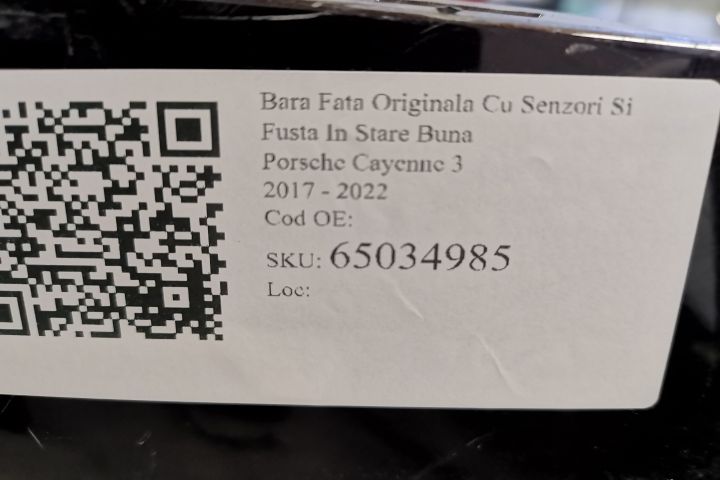 Bara Fata Originala Cu Senzori Si
Fusta In Stare Buna
Porsche Cayenne 3
2017 - 2022
Cod OE:
SKU: 65034985
Loc: